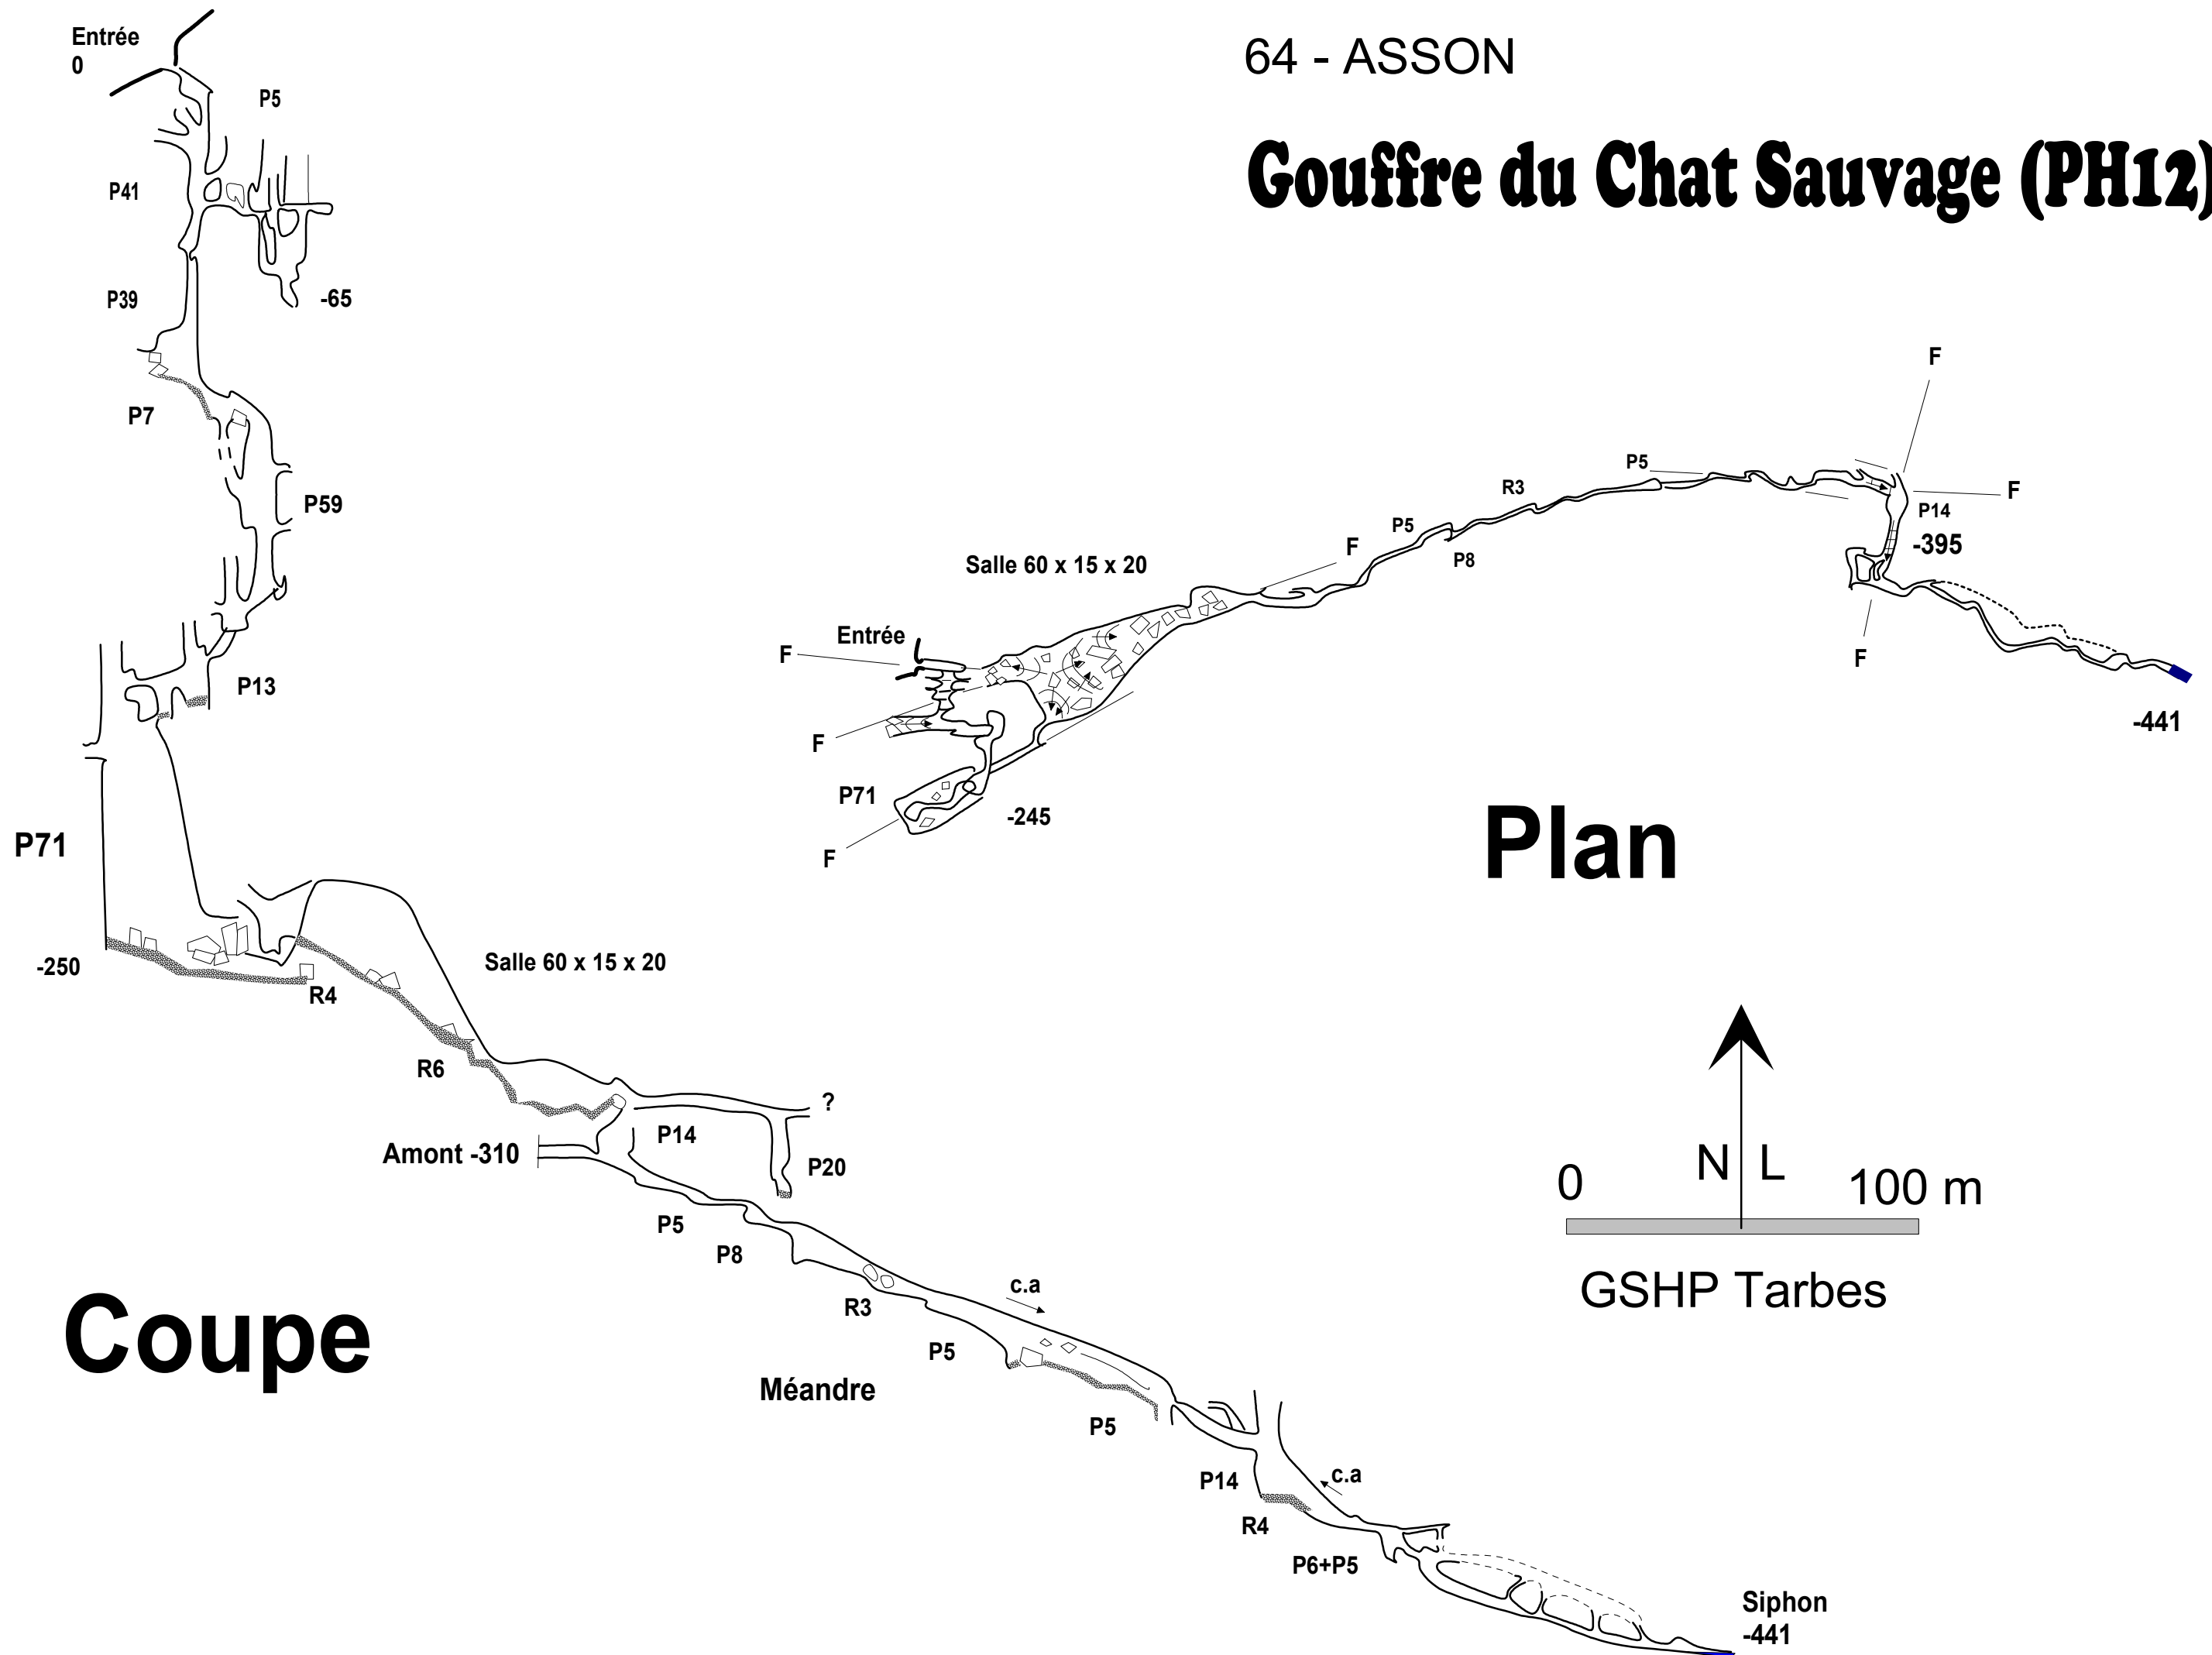 64 - ASSON
Gouffre du Chat Sauvage (PH12)
Entrée
0
P5
P41
P39
-65
P7
P59
P13
P71
-250
R4
Salle 60 x 15 x 20
R6
?
P14
Amont -310
P20
P5
P8
R3
c.a
P5
Méandre
P5
P14
c.a
R4
P6+P5
Siphon
-441
Coupe
F
P5
F
R3
P14
P5
-395
F
P8
Salle 60 x 15 x 20
Entrée
F
F
-441
F
P71
-245
F
Plan
N L
0 100 m
GSHP Tarbes